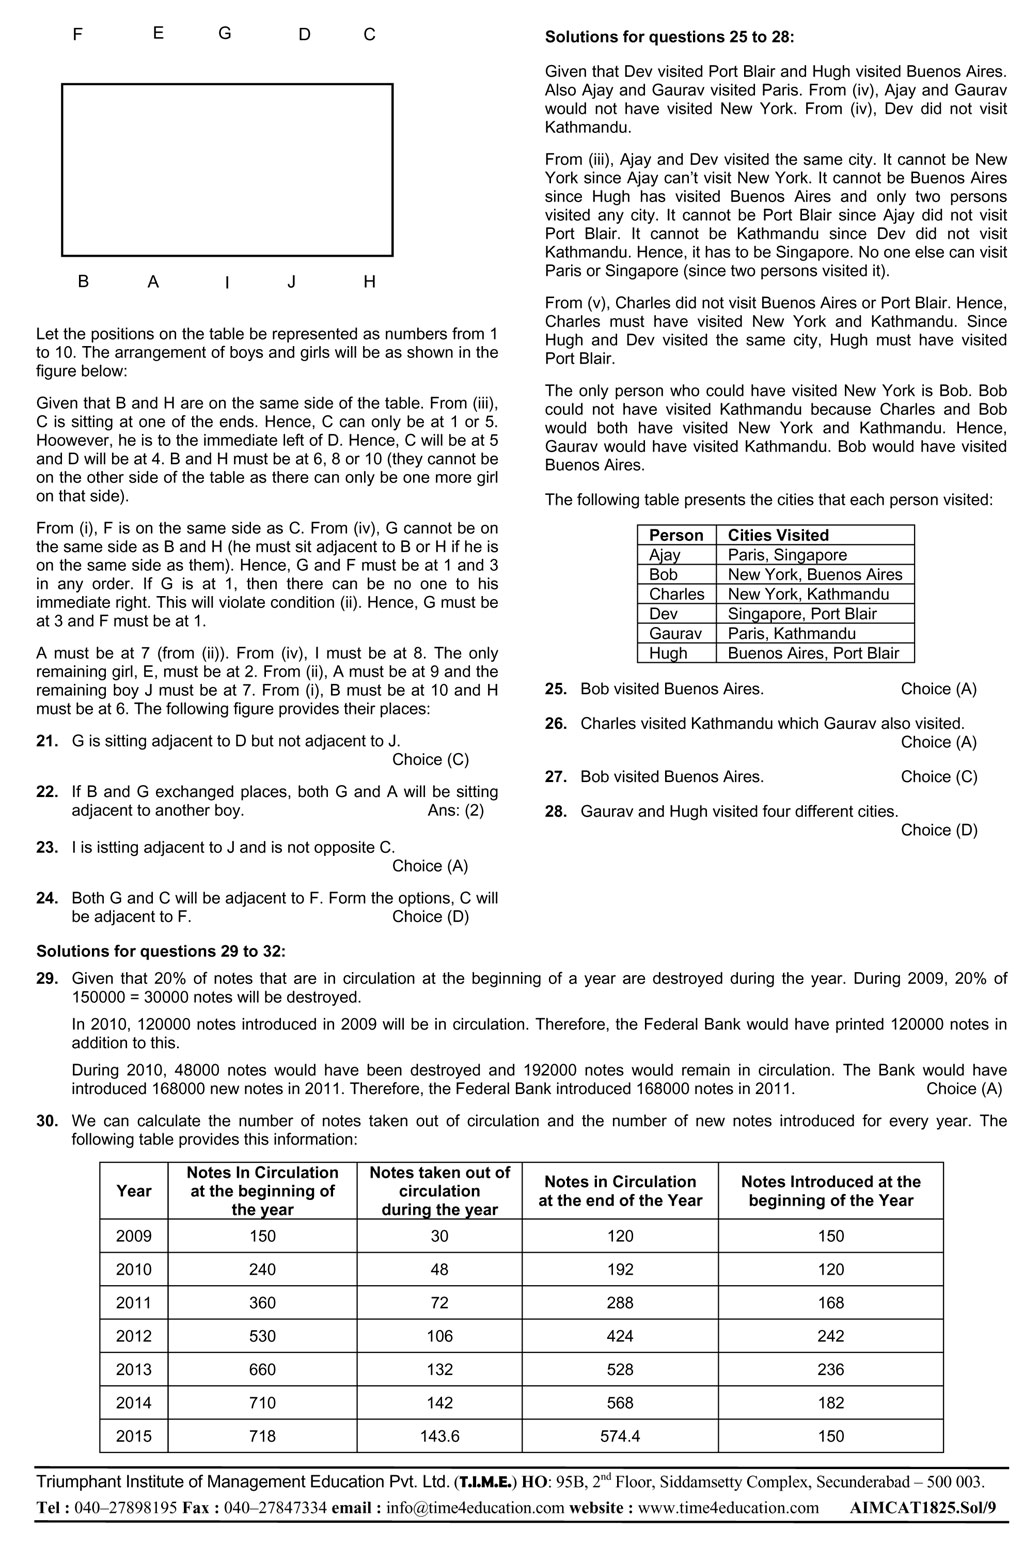 F E G D C
B A I J H
Let the positions on the table be represented as numbers from 1
to 10. The arrangement of boys and girls will be as shown in the
figure below:
Given that B and H are on the same side of the table. From (iii),
C is sitting at one of the ends. Hence, C can only be at 1 or 5.
Hoowever, he is to the immediate left of D. Hence, C will be at 5
and D will be at 4. B and H must be at 6, 8 or 10 (they cannot be
on the other side of the table as there can only be one more girl
on that side).
From (i), F is on the same side as C. From (iv), G cannot be on
the same side as B and H (he must sit adjacent to B or H if he is
on the same side as them). Hence, G and F must be at 1 and 3
in any order. If G is at 1, then there can be no one to his
immediate right. This will violate condition (ii). Hence, G must be
at 3 and F must be at 1.
A must be at 7 (from (ii)). From (iv), I must be at 8. The only
remaining girl, E, must be at 2. From (ii), A must be at 9 and the
remaining boy J must be at 7. From (i), B must be at 10 and H
must be at 6. The following figure provides their places:
21. G is sitting adjacent to D but not adjacent to J.
Choice (C)
22. If B and G exchanged places, both G and A will be sitting
adjacent to another boy. Ans: (2)
23. I is istting adjacent to J and is not opposite C.
Choice (A)
24. Both G and C will be adjacent to F. Form the options, C will
be adjacent to F. Choice (D)
Solutions for questions 25 to 28:
Given that Dev visited Port Blair and Hugh visited Buenos Aires.
Also Ajay and Gaurav visited Paris. From (iv), Ajay and Gaurav
would not have visited New York. From (iv), Dev did not visit
Kathmandu.
From (iii), Ajay and Dev visited the same city. It cannot be New
York since Ajay can't visit New York. It cannot be Buenos Aires
since Hugh has visited Buenos Aires and only two persons
visited any city. It cannot be Port Blair since Ajay did not visit
Port Blair. It cannot be Kathmandu since Dev did not visit
Kathmandu. Hence, it has to be Singapore. No one else can visit
Paris or Singapore (since two persons visited it).
From (v), Charles did not visit Buenos Aires or Port Blair. Hence,
Charles must have visited New York and Kathmandu. Since
Hugh and Dev visited the same city, Hugh must have visited
Port Blair.
The only person who could have visited New York is Bob. Bob
could not have visited Kathmandu because Charles and Bob
would both have visited New York and Kathmandu. Hence,
Gaurav would have visited Kathmandu. Bob would have visited
Buenos Aires.
The following table presents the cities that each person visited:
Person Cities Visited
Ajay Paris, Singapore
Bob New York, Buenos Aires
Charles New York, Kathmandu
Dev Singapore, Port Blair
Gaurav Paris, Kathmandu
Hugh Buenos Aires, Port Blair
25. Bob visited Buenos Aires. Choice (A)
26. Charles visited Kathmandu which Gaurav also visited.
Choice (A)
27. Bob visited Buenos Aires. Choice (C)
28. Gaurav and Hugh visited four different cities.
Choice (D)
Solutions for questions 29 to 32:
29. Given that 20% of notes that are in circulation at the beginning of a year are destroyed during the year. During 2009, 20% of
150000 = 30000 notes will be destroyed.
In 2010, 120000 notes introduced in 2009 will be in circulation. Therefore, the Federal Bank would have printed 120000 notes in
addition to this.
During 2010, 48000 notes would have been destroyed and 192000 notes would remain in circulation. The Bank would have
introduced 168000 new notes in 2011. Therefore, the Federal Bank introduced 168000 notes in 2011. Choice (A)
30. We can calculate the number of notes taken out of circulation and the number of new notes introduced for every year. The
following table provides this information:
Year Notes In Circulation at the beginning of the year Notes taken out of circulation during the year Notes in Circulation at the end of the Year Notes Introduced at the beginning of the Year
2009 150 30 120 150
2010 240 48 192 120
2011 360 72 288 168
2012 530 106 424 242
2013 660 132 528 236
2014 710 142 568 182
2015 718 143.6 574.4 150
Triumphant Institute of Management Education Pvt. Ltd. (T.I.M.E.) HO: 95B, 2nd Floor, Siddamsetty Complex, Secunderabad – 500 003.
Tel : 040–27898195 Fax : 040–27847334 email : info@time4education.com website : www.time4education.com AIMCAT1825.Sol/9